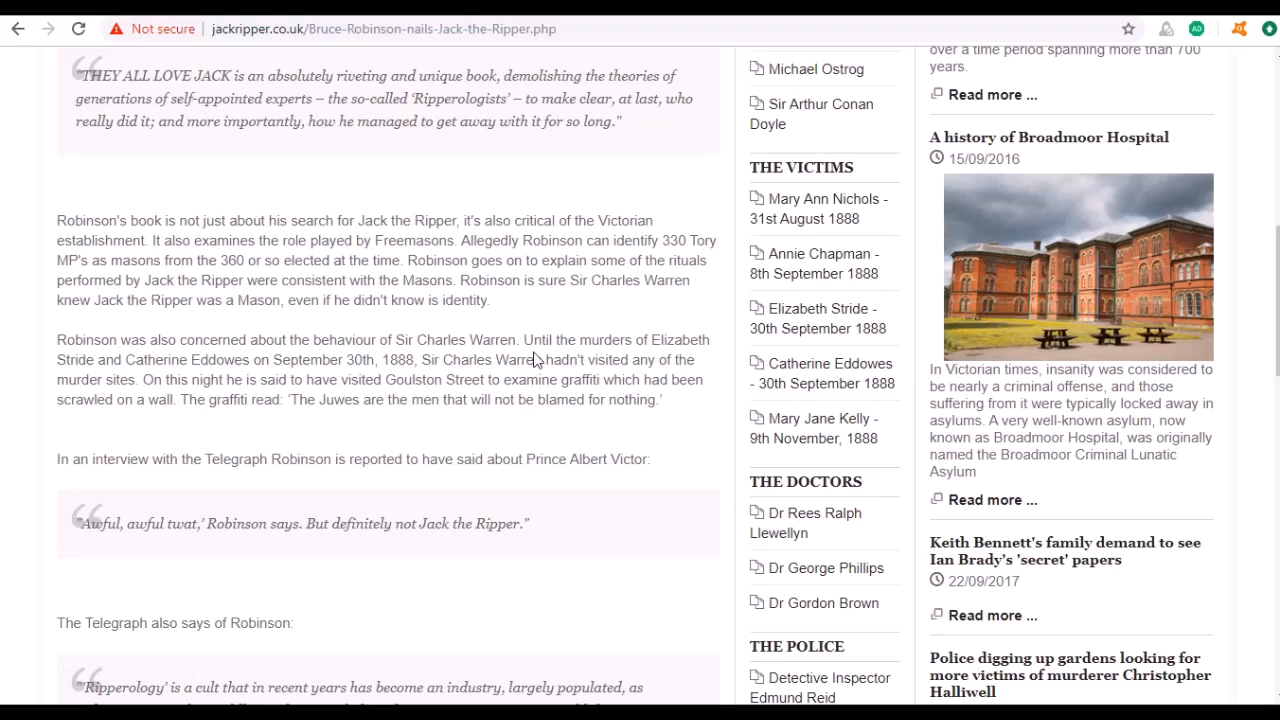 Not secure
jackripper.co.uk/Bruce-Robinson-nails-Jack-the-Ripper.php
"THEY ALL LOVE JACK is an absolutely riveting and unique book, demolishing the theories of
generations of self-appointed experts – the so-called ‘Ripperologists’ – to make clear, at last, who
really did it; and more importantly, how he managed to get away with it for so long."
Robinson's book is not just about his search for Jack the Ripper, it's also critical of the Victorian
establishment. It also examines the role played by Freemasons. Allegedly Robinson can identify 330 Tory
MP's as masons from the 360 or so elected at the time. Robinson goes on to explain some of the rituals
performed by Jack the Ripper were consistent with the Masons. Robinson is sure Sir Charles Warren
knew Jack the Ripper was a Mason, even if he didn't know is identity.
Robinson was also concerned about the behaviour of Sir Charles Warren. Until the murders of Elizabeth
Stride and Catherine Eddowes on September 30th, 1888, Sir Charles Warren hadn't visited any of the
murder sites. On this night he is said to have visited Goulston Street to examine graffiti which had been
scrawled on a wall. The graffiti read: ‘The Juwes are the men that will not be blamed for nothing.’
In an interview with the Telegraph Robinson is reported to have said about Prince Albert Victor:
"Awful, awful twat,’ Robinson says. But definitely not Jack the Ripper."
The Telegraph also says of Robinson:
"'Ripperology’ is a cult that in recent years has become an industry, largely populated, as
Michael Ostrog
Sir Arthur Conan
Doyle
THE VICTIMS
Mary Ann Nichols -
31st August 1888
Annie Chapman -
8th September 1888
Elizabeth Stride -
30th September 1888
Catherine Eddowes
- 30th September 1888
Mary Jane Kelly -
9th November, 1888
THE DOCTORS
Dr Rees Ralph
Llewellyn
Dr George Phillips
Dr Gordon Brown
THE POLICE
Detective Inspector
Edmund Reid
over a time period spanning more than 700
years.
Read more ...
A history of Broadmoor Hospital
15/09/2016
In Victorian times, insanity was considered to
be nearly a criminal offense, and those
suffering from it were typically locked away in
asylums. A very well-known asylum, now
known as Broadmoor Hospital, was originally
named the Broadmoor Criminal Lunatic
Asylum
Read more ...
Keith Bennett's family demand to see
Ian Brady's 'secret' papers
22/09/2017
Read more ...
Police digging up gardens looking for
more victims of murderer Christopher
Halliwell